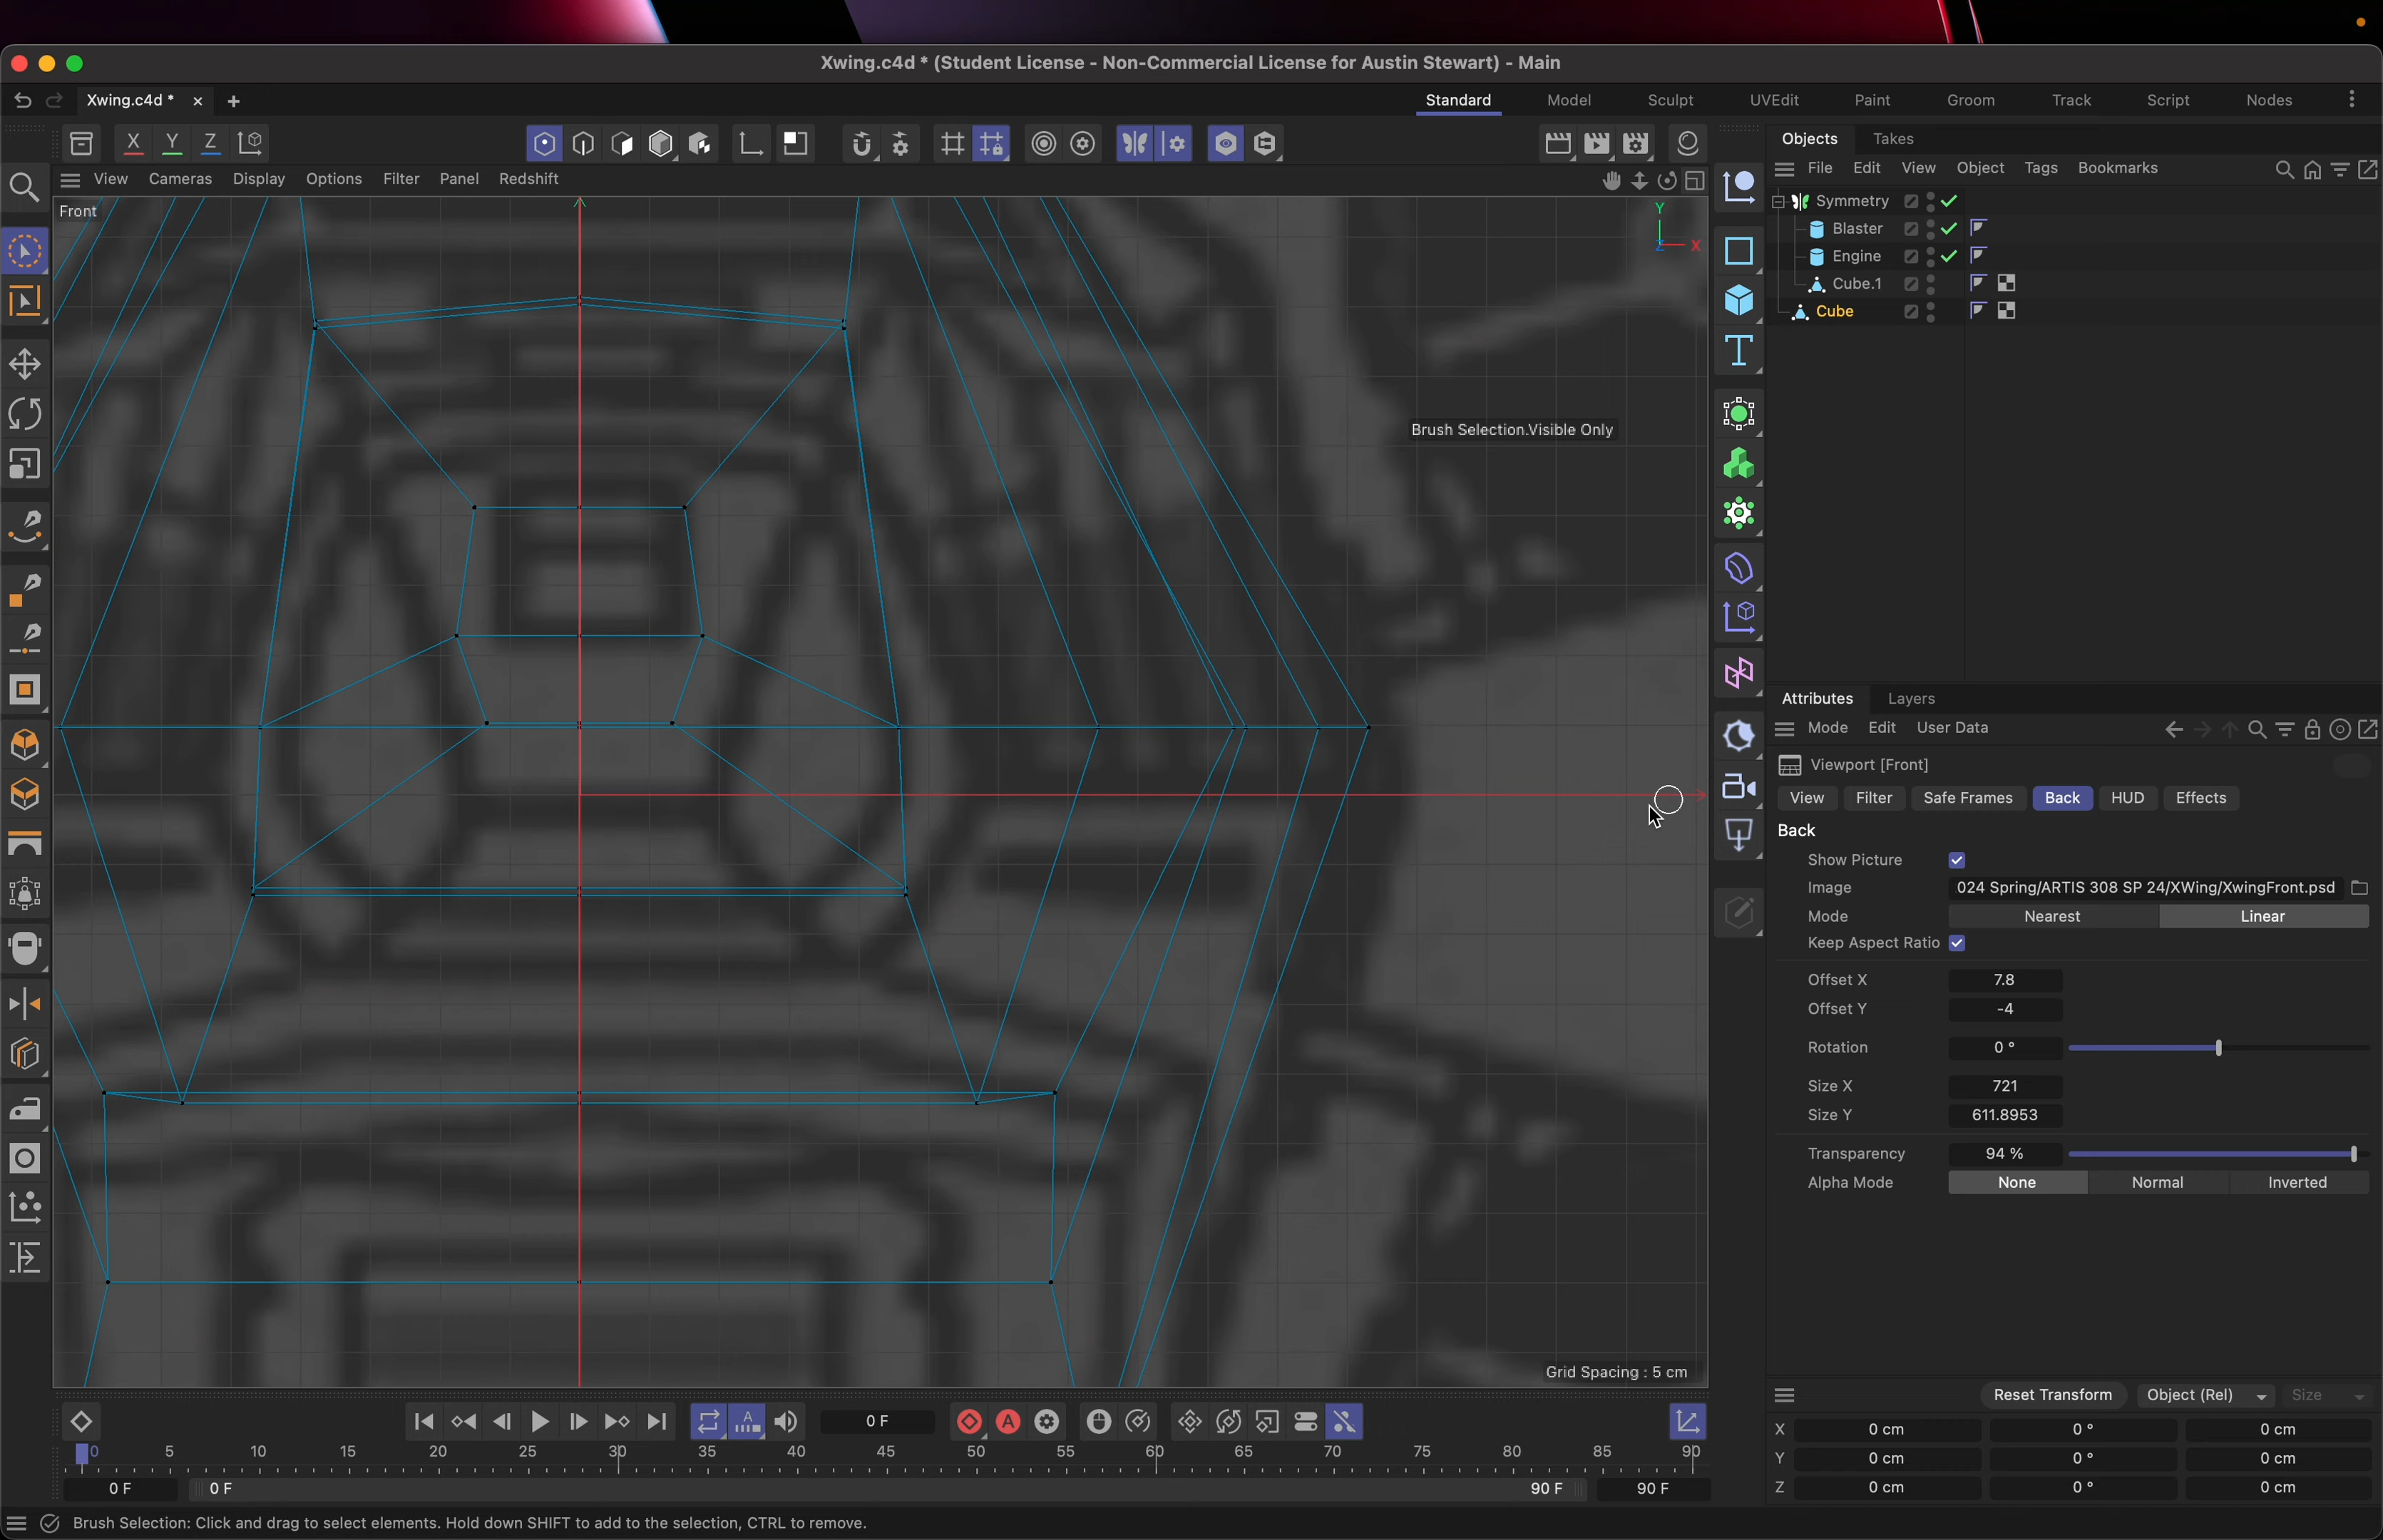 Xwing.c4d * (Student License - Non-Commercial License for Austin Stewart) - Main
Xwing.c4d *
Standard Model Sculpt UVEdit Paint Groom Track Script Nodes
X Y Z
View Cameras Display Options Filter Panel Redshift
Front
Y
Z X
Brush Selection.Visible Only
Grid Spacing : 5 cm
Objects Takes
File Edit View Object Tags Bookmarks
Symmetry
Blaster
Engine
Cube.1
Cube
Attributes Layers
Mode Edit User Data
Viewport [Front]
View Filter Safe Frames Back HUD Effects
Back
Show Picture
Image 024 Spring/ARTIS 308 SP 24/XWing/XwingFront.psd
Mode Nearest Linear
Keep Aspect Ratio
Offset X 7.8
Offset Y -4
Rotation 0 °
Size X 721
Size Y 611.8953
Transparency 94 %
Alpha Mode None Normal Inverted
Reset Transform Object (Rel) Size
X 0 cm 0 ° 0 cm
Y 0 cm 0 ° 0 cm
Z 0 cm 0 ° 0 cm
0 F
0 5 10 15 20 25 30 35 40 45 50 55 60 65 70 75 80 85 90
0 F 0 F 90 F 90 F
Brush Selection: Click and drag to select elements. Hold down SHIFT to add to the selection, CTRL to remove.